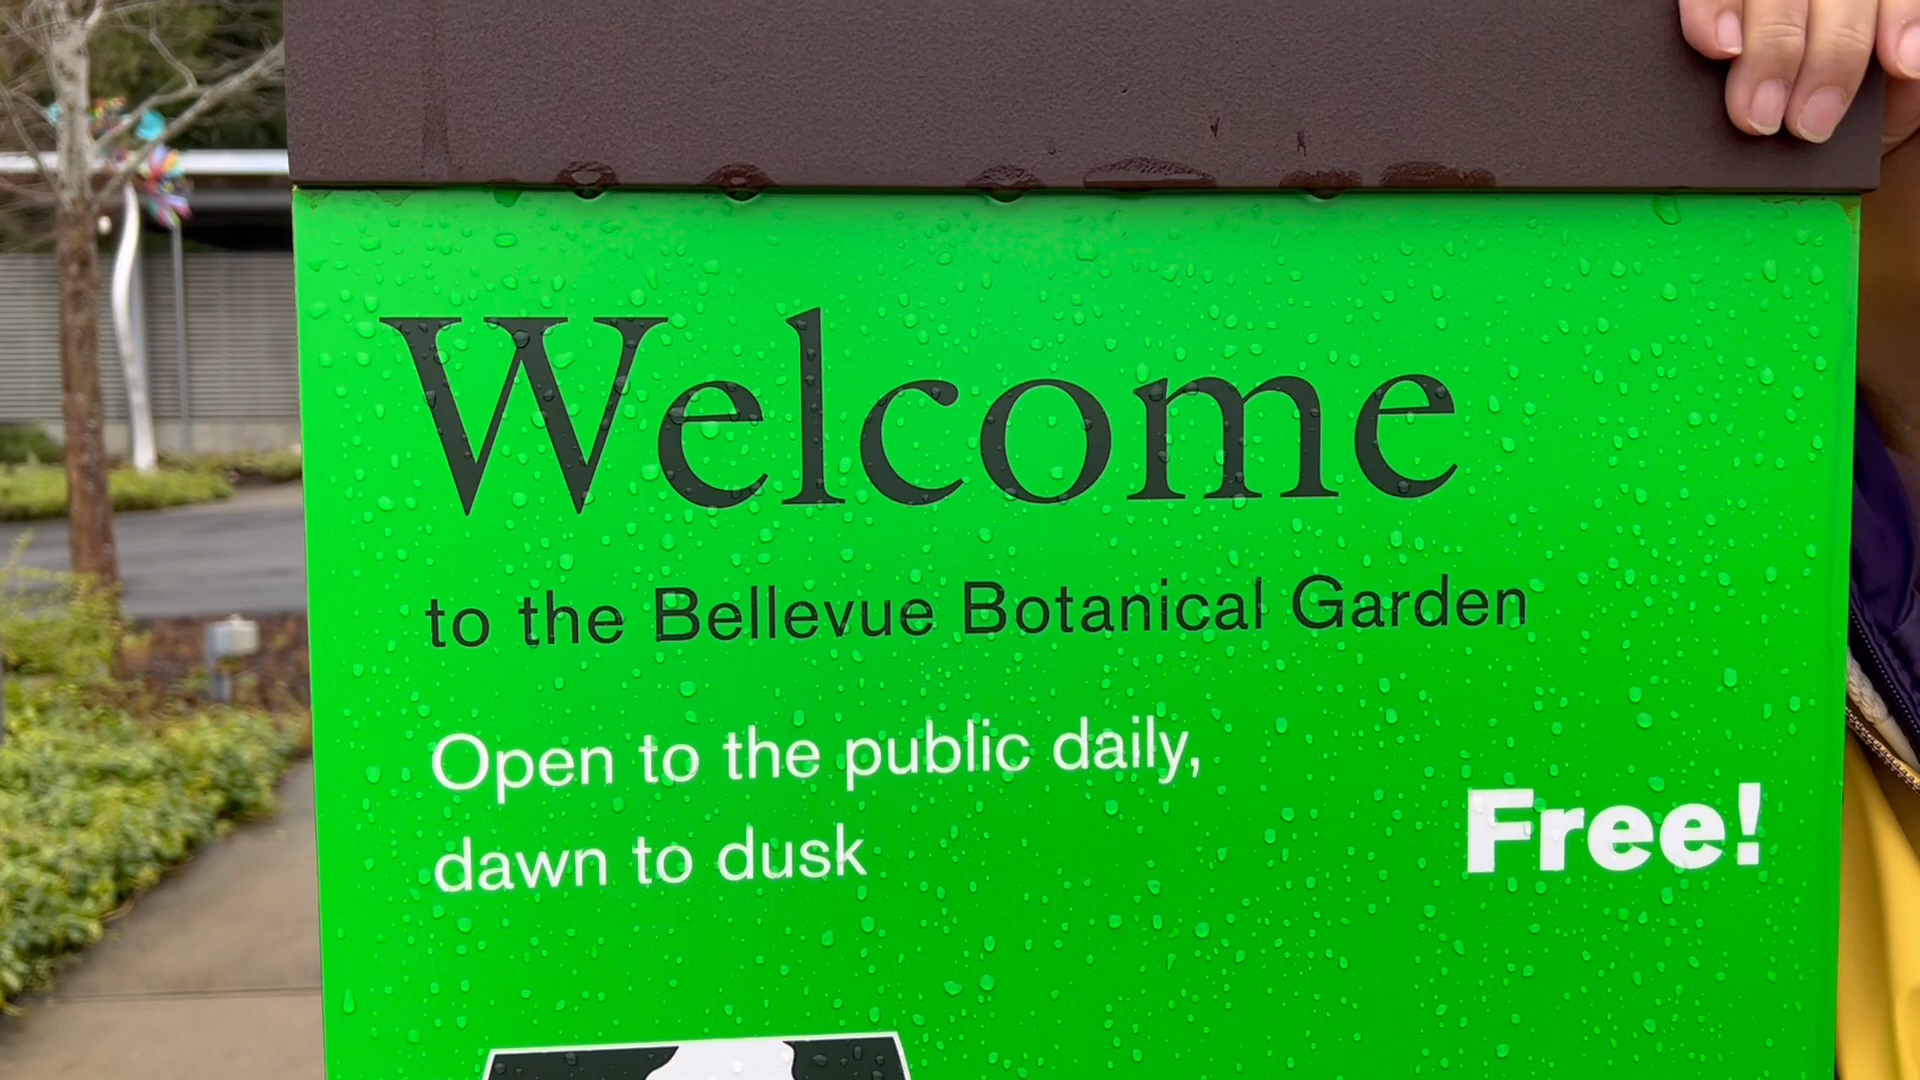 Welcome
to the Bellevue Botanical Garden
Open to the public daily,
dawn to dusk
Free!